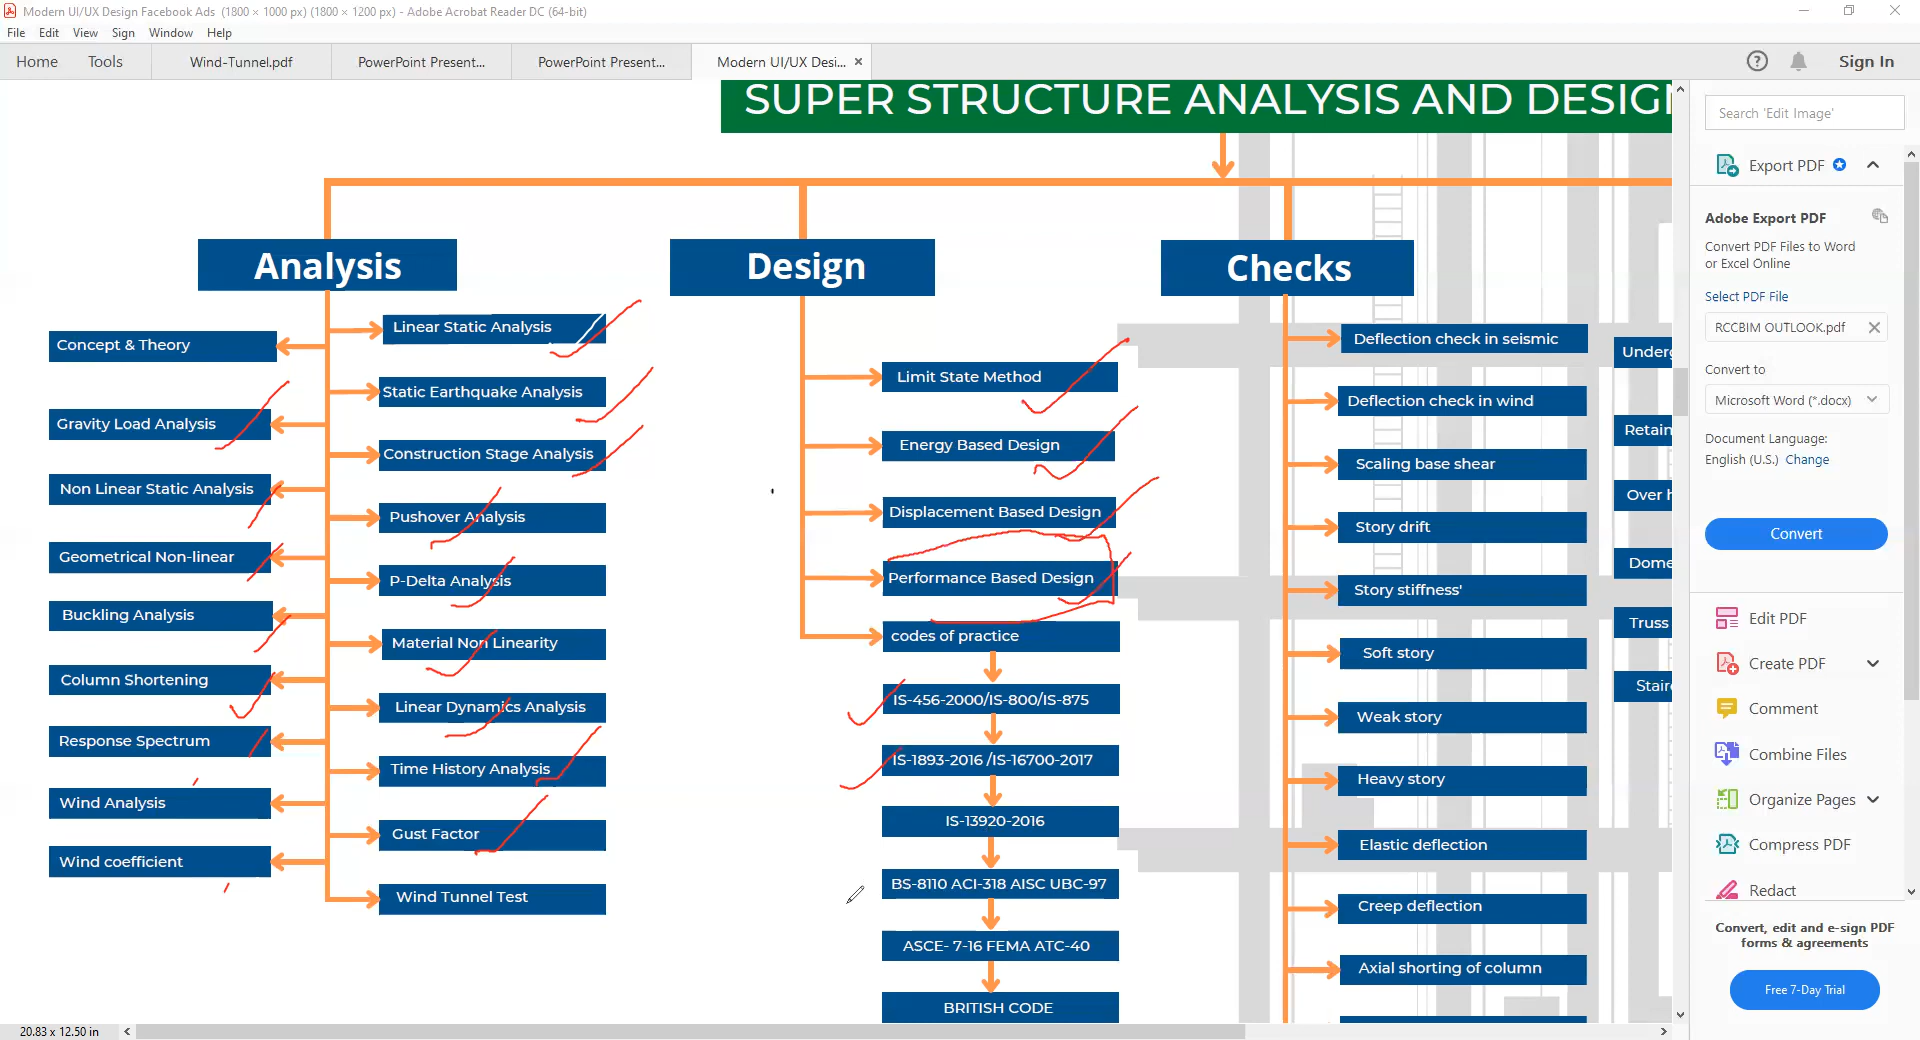 Modern UI/UX Design Facebook Ads (1800 × 1000 px) (1800 × 1200 px) - Adobe Acrobat Reader DC (64-bit)
File Edit View Sign Window Help
Home Tools Wind-Tunnel.pdf PowerPoint Present... PowerPoint Present... Modern UI/UX Desi... × Sign In
SUPER STRUCTURE ANALYSIS AND DESIGN
Analysis
Concept & Theory
Gravity Load Analysis
Non Linear Static Analysis
Geometrical Non-linear
Buckling Analysis
Column Shortening
Response Spectrum
Wind Analysis
Wind coefficient
Linear Static Analysis
Static Earthquake Analysis
Construction Stage Analysis
Pushover Analysis
P-Delta Analysis
Material Non Linearity
Linear Dynamics Analysis
Time History Analysis
Gust Factor
Wind Tunnel Test
Design
Limit State Method
Energy Based Design
Displacement Based Design
Performance Based Design
codes of practice
IS-456-2000/IS-800/IS-875
IS-1893-2016 /IS-16700-2017
IS-13920-2016
BS-8110 ACI-318 AISC UBC-97
ASCE- 7-16 FEMA ATC-40
BRITISH CODE
Checks
Deflection check in seismic
Deflection check in wind
Scaling base shear
Story drift
Story stiffness'
Soft story
Weak story
Heavy story
Elastic deflection
Creep deflection
Axial shorting of column
Underg
Retain
Over h
Dome
Truss
Stairc
Search 'Edit Image'
Export PDF
Adobe Export PDF
Convert PDF Files to Word
or Excel Online
Select PDF File
RCCBIM OUTLOOK.pdf
Convert to
Microsoft Word (*.docx)
Document Language:
English (U.S.) Change
Convert
Edit PDF
Create PDF
Comment
Combine Files
Organize Pages
Compress PDF
Redact
Convert, edit and e-sign PDF
forms & agreements
Free 7-Day Trial
20.83 x 12.50 in